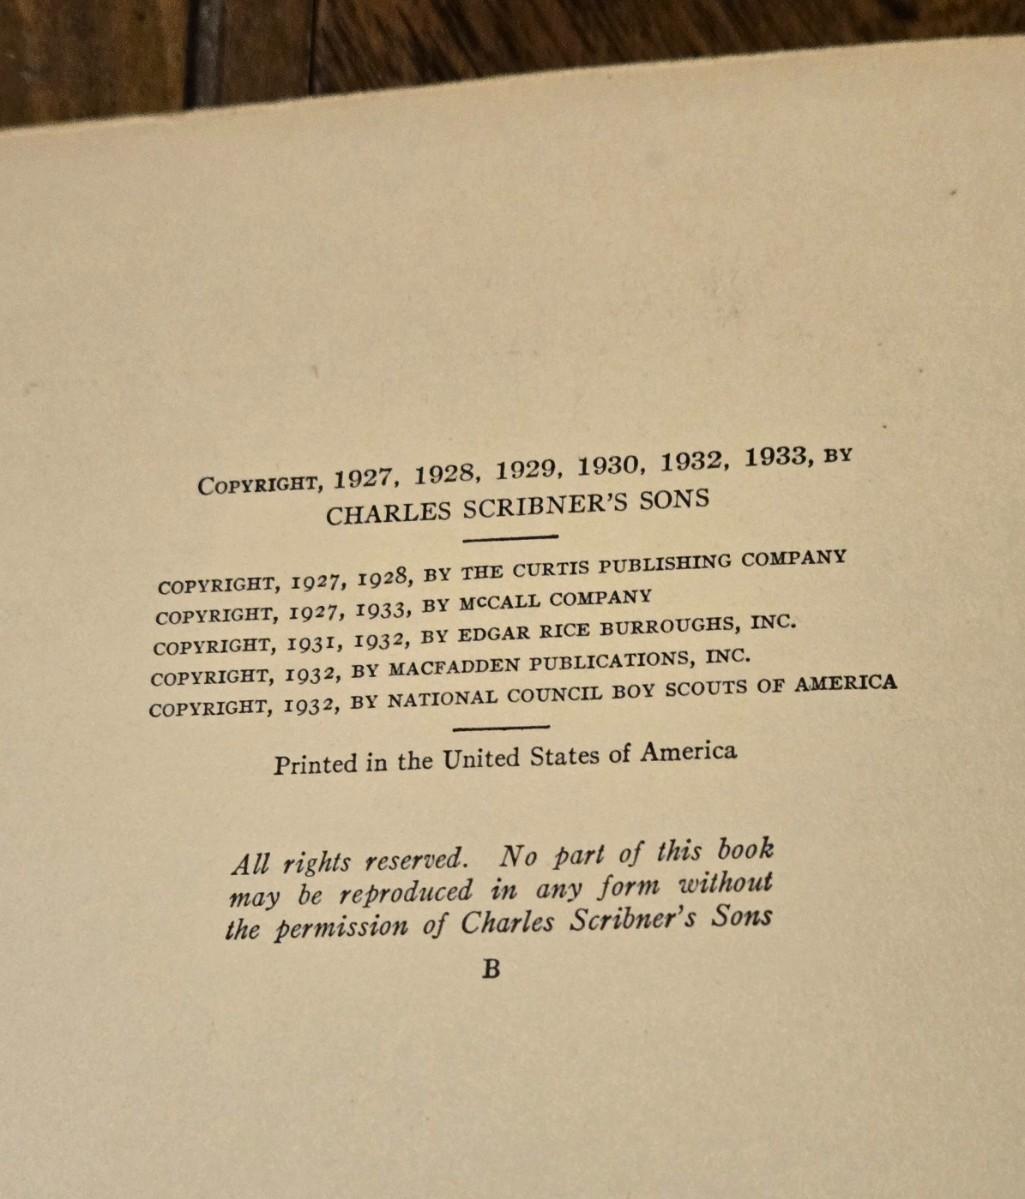 COPYRIGHT, 1927, 1928, 1929, 1930, 1932, 1933, BY
CHARLES SCRIBNER'S SONS
COPYRIGHT, 1927, 1928, BY THE CURTIS PUBLISHING COMPANY
COPYRIGHT, 1927, 1933, BY McCALL COMPANY
COPYRIGHT, 1931, 1932, BY EDGAR RICE BURROUGHS, INC.
COPYRIGHT, 1932, BY MACFADDEN PUBLICATIONS, INC.
COPYRIGHT, 1932, BY NATIONAL COUNCIL BOY SCOUTS OF AMERICA
Printed in the United States of America
All rights reserved. No part of this book
may be reproduced in any form without
the permission of Charles Scribner's Sons
B